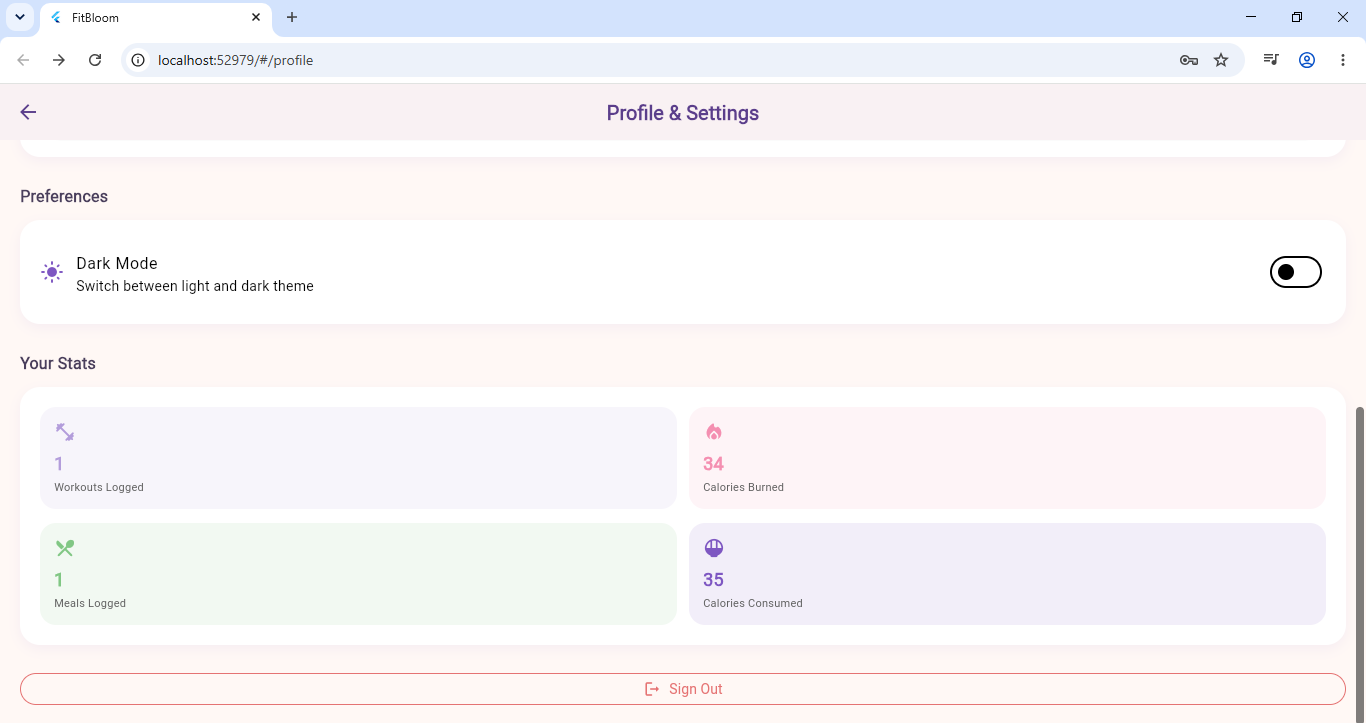 FitBloom
localhost:52979/#/profile
Profile & Settings
Preferences
Dark Mode
Switch between light and dark theme
Your Stats
1
Workouts Logged
34
Calories Burned
1
Meals Logged
35
Calories Consumed
Sign Out